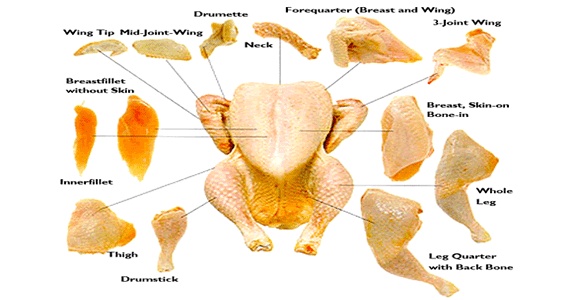 Drumette
Forequarter (Breast and Wing)
Wing Tip Mid-Joint-Wing
Neck
3-Joint Wing
Breastfillet
without Skin
Breast, Skin-on
Bone-in
Innerfillet
Whole
Leg
Thigh
Drumstick
Leg Quarter
with Back Bone